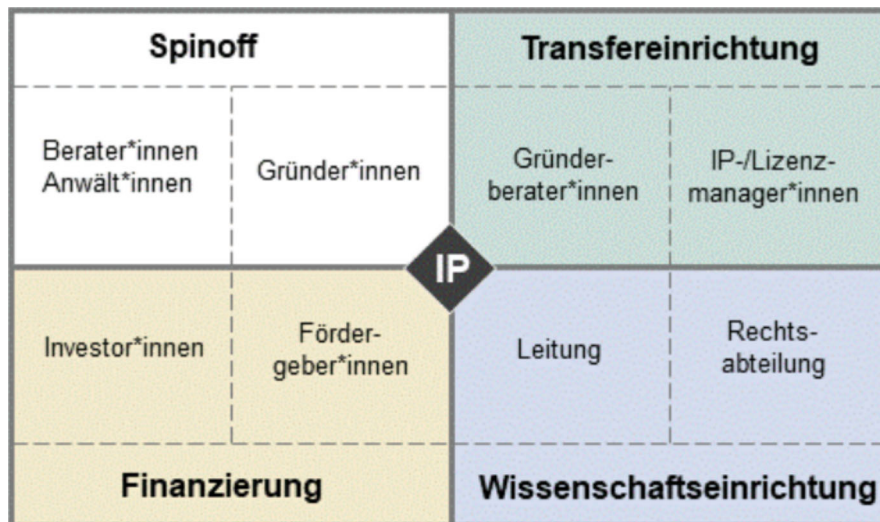 Spinoff
Berater*innen
Anwält*innen
Gründer*innen
Transfereinrichtung
Gründer-
berater*innen
IP-/Lizenz-
manager*innen
IP
Investor*innen
Förder-
geber*innen
Finanzierung
Leitung
Rechts-
abteilung
Wissenschaftseinrichtung